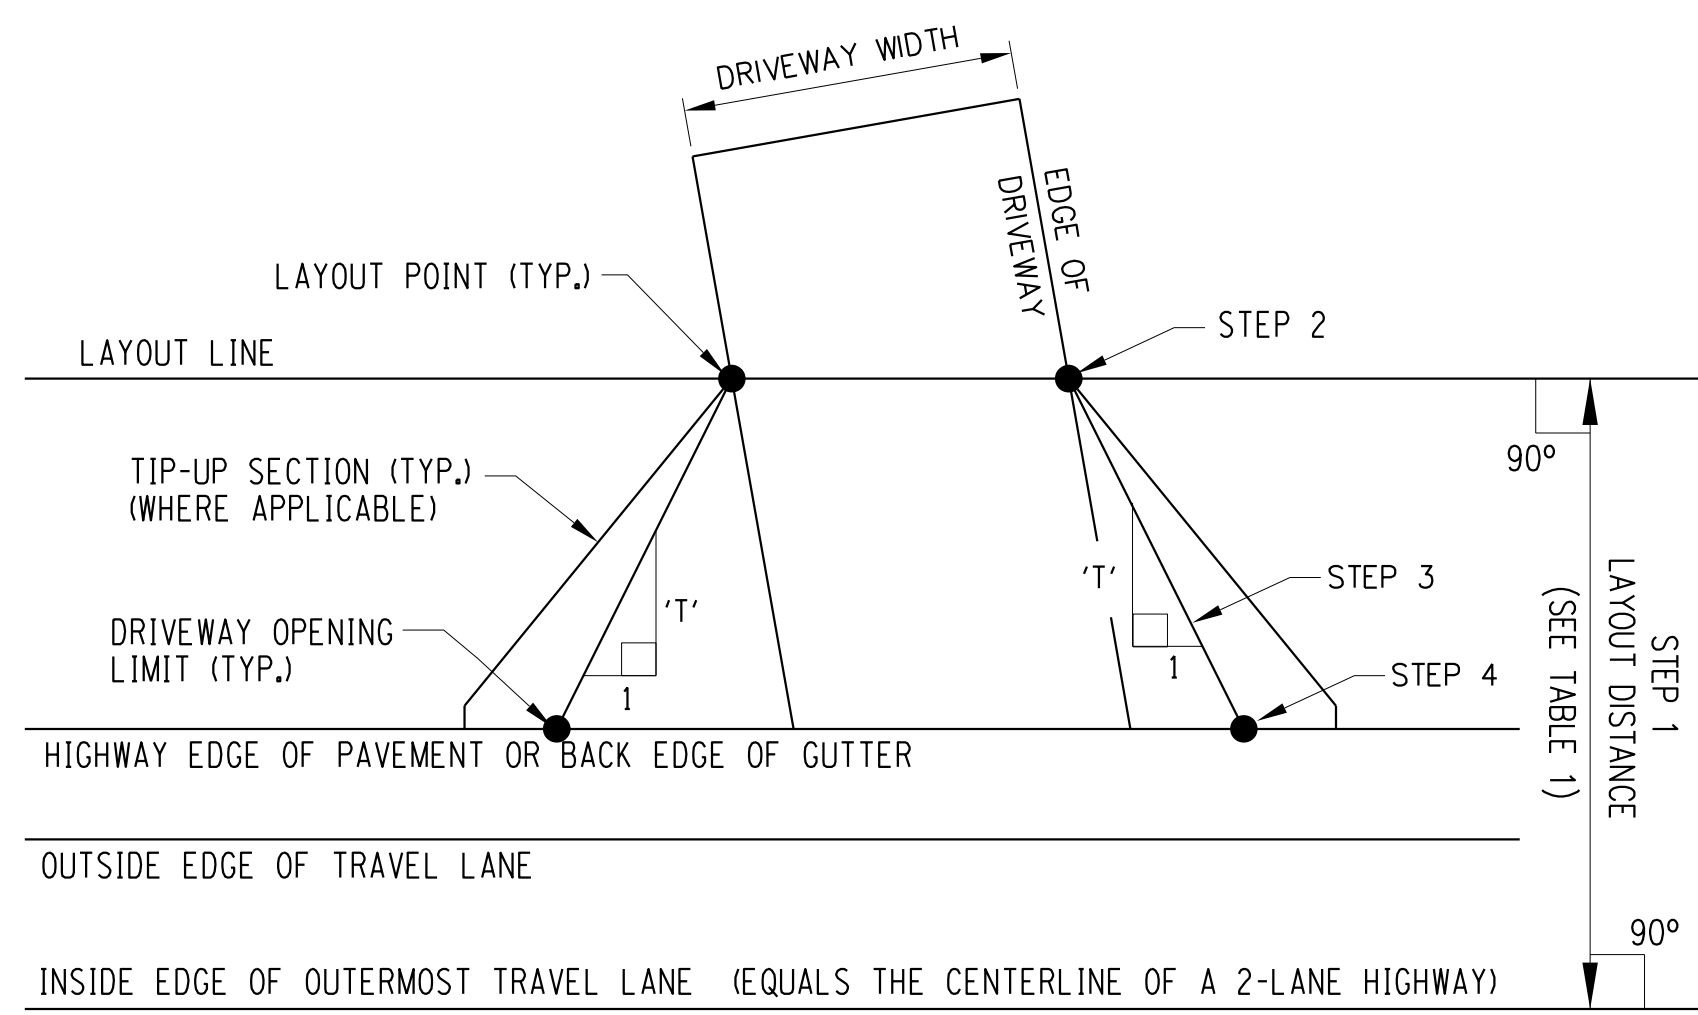 DRIVEWAY WIDTH
EDGE OF
DRIVEWAY
LAYOUT POINT (TYP.)
STEP 2
LAYOUT LINE
90º
TIP-UP SECTION (TYP.)
(WHERE APPLICABLE)
'T'
1
'T'
1
STEP 3
DRIVEWAY OPENING
LIMIT (TYP.)
STEP 4
STEP 1
LAYOUT DISTANCE
(SEE TABLE 1)
HIGHWAY EDGE OF PAVEMENT OR BACK EDGE OF GUTTER
OUTSIDE EDGE OF TRAVEL LANE
90º
INSIDE EDGE OF OUTERMOST TRAVEL LANE (EQUALS THE CENTERLINE OF A 2-LANE HIGHWAY)